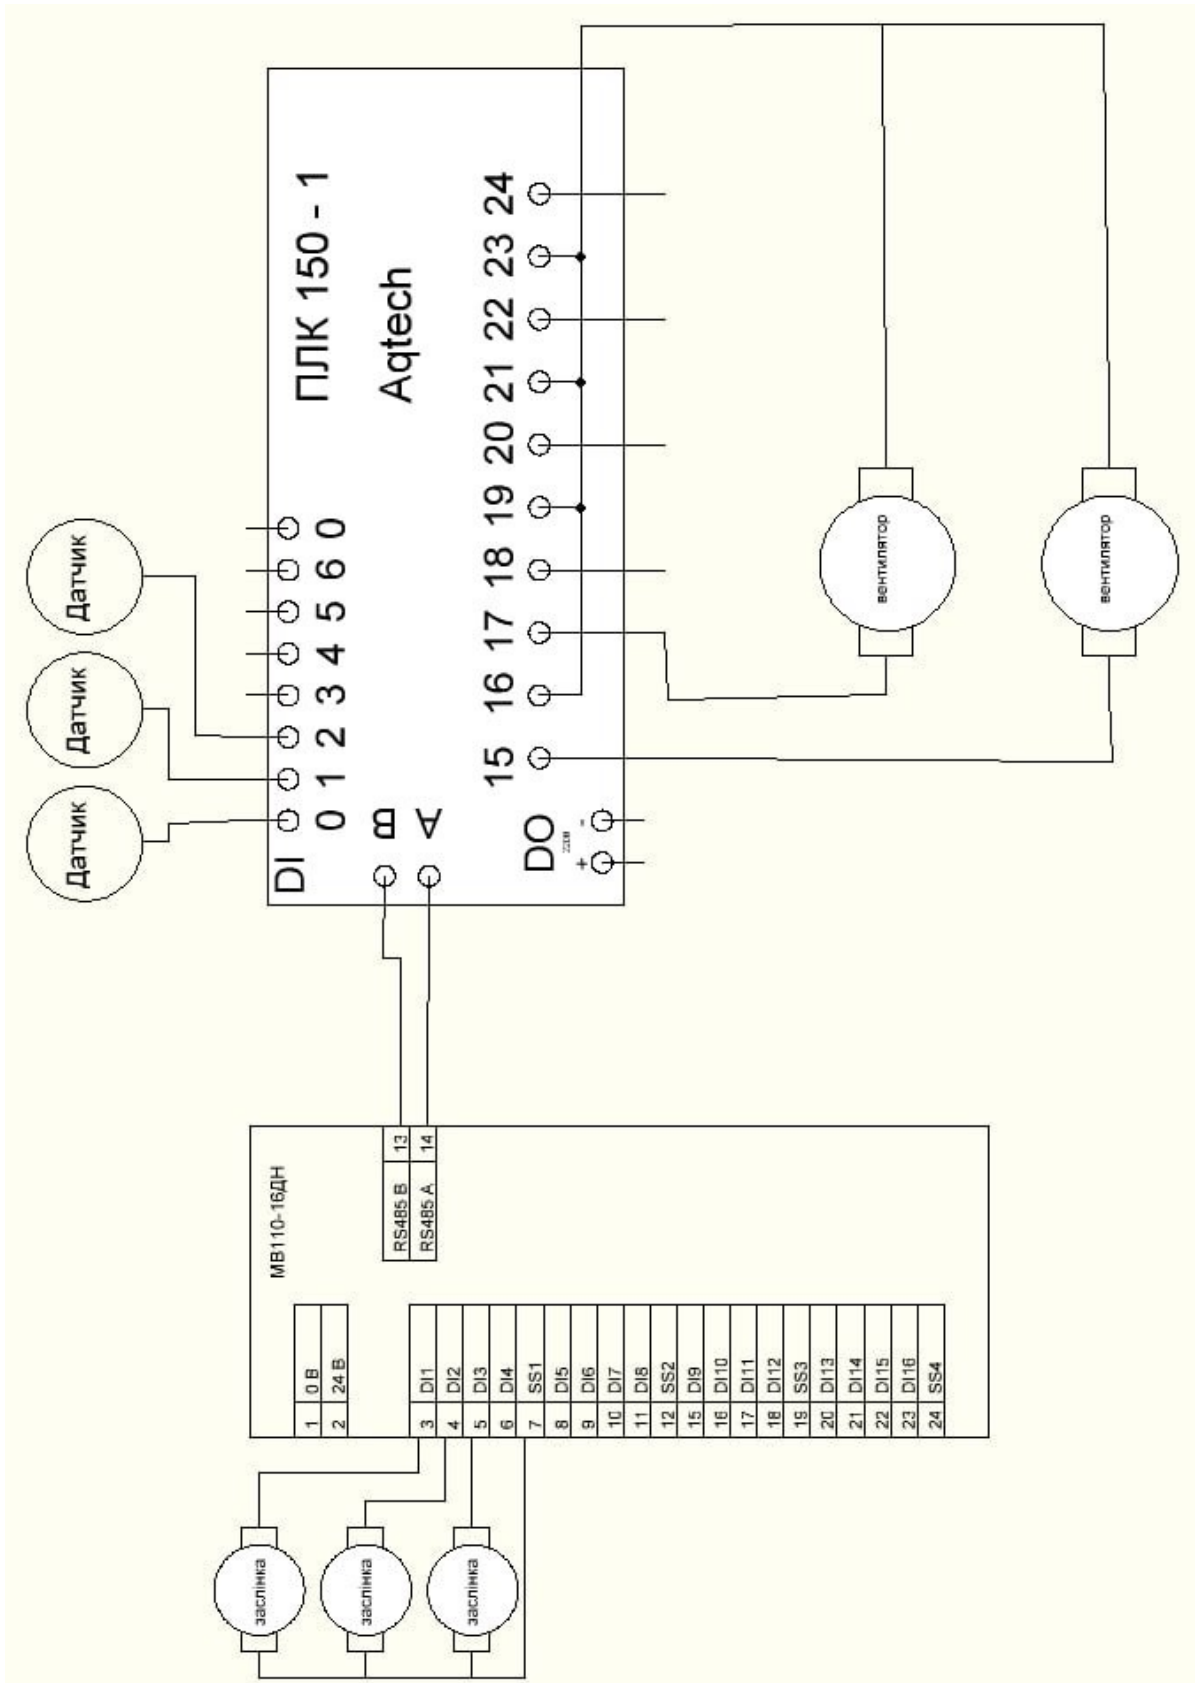 заслінка
заслінка
заслінка
МВ110-16ДН
1 0 В
2 24 В
RS485 B 13
RS485 A 14
3 DI1
4 DI2
5 DI3
6 DI4
7 SS1
8 DI5
9 DI6
10 DI7
11 DI8
12 SS2
15 DI9
16 DI10
17 DI11
18 DI12
19 SS3
20 DI13
21 DI14
22 DI15
23 DI16
24 SS4
Датчик
Датчик
Датчик
DI
0 1 2 3 4 5 6 0
ПЛК 150 - 1
Aqtech
B
A
DO
+ -
15 16 17 18 19 20 21 22 23 24
вентилятор
вентилятор